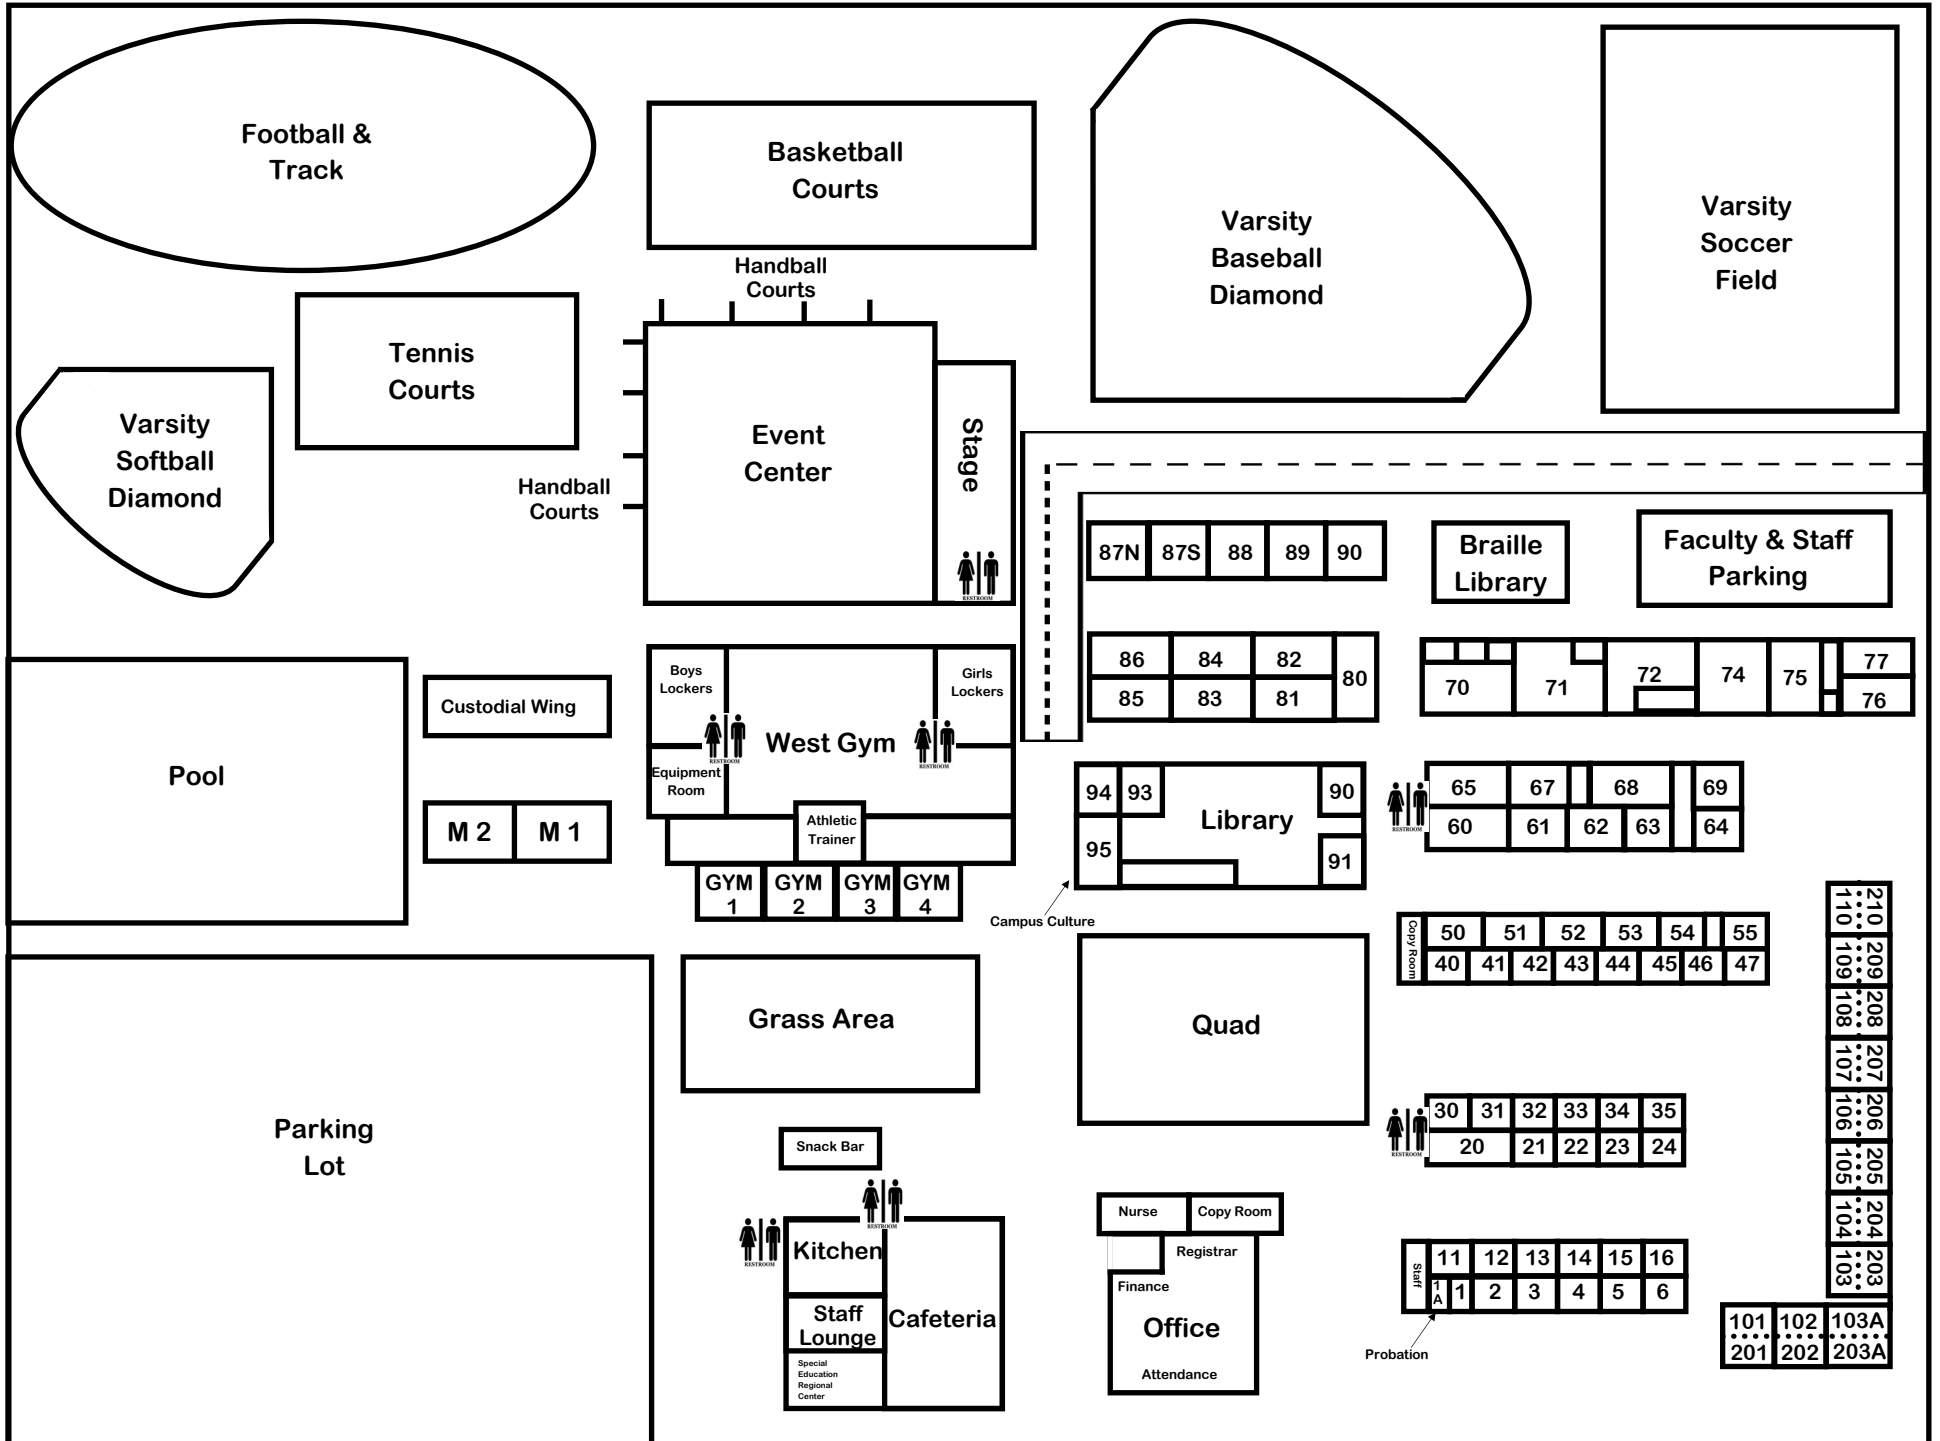 Football &
Track
Basketball
Courts
Varsity
Baseball
Diamond
Varsity
Soccer
Field
Handball
Courts
Tennis
Courts
Varsity
Softball
Diamond
Event
Center
Stage
Handball
Courts
RESTROOM
87N 87S 88 89 90
Braille
Library
Faculty & Staff
Parking
86 84 82 80
85 83 81
70 71 72 74 75 77
76
Boys
Lockers
Girls
Lockers
West Gym
RESTROOM
RESTROOM
Equipment
Room
Athletic
Trainer
GYM
1
GYM
2
GYM
3
GYM
4
Custodial Wing
Pool
M 2 M 1
94 93 Library 90
95 91
Campus Culture
RESTROOM
65 67 68 69
60 61 62 63 64
Copy Room
50 51 52 53 54 55
40 41 42 43 44 45 46 47
110 210
109 209
108 208
107 207
106 206
105 205
104 204
103 203
Grass Area
Quad
Parking
Lot
RESTROOM
30 31 32 33 34 35
20 21 22 23 24
Snack Bar
RESTROOM
RESTROOM
Kitchen
Staff
Lounge
Cafeteria
Special
Education
Regional
Center
Nurse Copy Room
Registrar
Finance
Office
Attendance
Staff
11 12 13 14 15 16
1
A
1 2 3 4 5 6
Probation
101 102 103A
201 202 203A